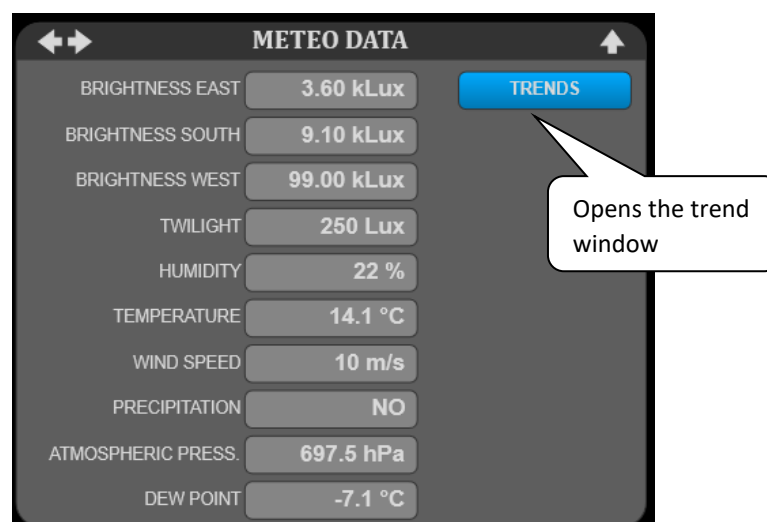 METEO DATA
BRIGHTNESS EAST 3.60 kLux TRENDS
BRIGHTNESS SOUTH 9.10 kLux
BRIGHTNESS WEST 99.00 kLux
Opens the trend
window
TWILIGHT 250 Lux
HUMIDITY 22 %
TEMPERATURE 14.1 °C
WIND SPEED 10 m/s
PRECIPITATION NO
ATMOSPHERIC PRESS. 697.5 hPa
DEW POINT -7.1 °C